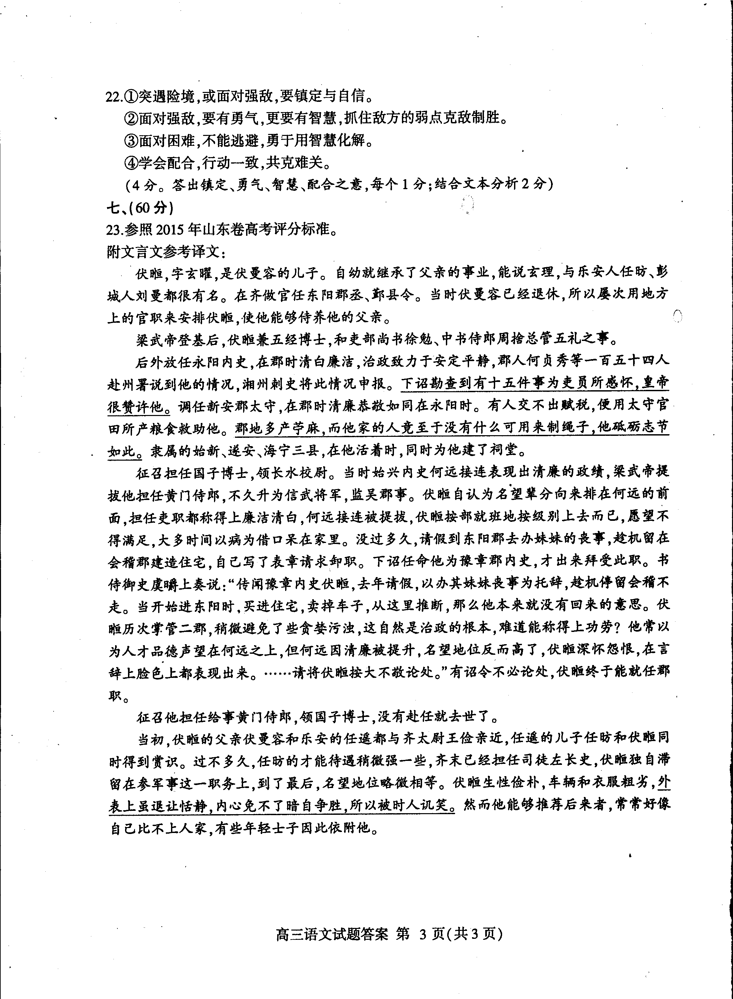 22.①突遇险境,或面对强敌,要镇定与自信。
②面对强敌,要有勇气,更要有智慧,抓住敌方的弱点克敌制胜。
③面对困难,不能逃避,勇于用智慧化解。
④学会配合,行动一致,共克难关。
(4分。答出镇定、勇气、智慧、配合之意,每个1分;结合文本分析2分)
七、(60分)
23.参照2015年山东卷高考评分标准。
附文言文参考译文:
伏暅,字玄曜,是伏曼容的儿子。自幼就继承了父亲的事业,能说玄理,与乐安人任昉、彭
城人刘曼都很有名。在齐做官任东阳郡丞、鄞县令。当时伏曼容已经退休,所以屡次用地方
上的官职来安排伏暅,使他能够侍养他的父亲。
梁武帝登基后,伏暅兼五经博士,和吏部尚书徐勉、中书侍郎周捨总管五礼之事。
后外放任永阳内史,在郡时清白廉洁,治政致力于安定平静,郡人何贞秀等一百五十四人
赴州署说到他的情况,湘州刺史将此情况申报。下诏勘查到有十五件事为吏员所感怀,皇帝
很赞许他。调任新安郡太守,在郡时清廉恭敬如同在永阳时。有人交不出赋税,便用太守官
田所产粮食救助他。郡地多产苧麻,而他家的人竟至于没有什么可用来制绳子,他砥砺志节
如此。隶属的始新、遂安、海宁三县,在他活着时,同时为他建了祠堂。
征召担任国子博士,领长水校尉。当时始兴内史何远接连表现出清廉的政绩,梁武帝提
拔他担任黄门侍郎,不久升为信武将军,监吴郡事。伏暅自认为名望辈分向来排在何远的前
面,担任吏职都称得上廉洁清白,何远接连被提拔,伏暅按部就班地按级别上去而已,愿望不
得满足,大多时间以病为借口呆在家里。没过多久,请假到东阳郡去办妹妹的丧事,趁机留在
会稽郡建造住宅,自己写了表章请求卸职。下诏任命他为豫章郡内史,才出来拜受此职。书
侍御史虞皭上奏说:“传闻豫章内史伏暅,去年请假,以办其妹妹丧事为托辞,趁机停留会稽不
走。当开始进东阳时,买进住宅,卖掉车子,从这里推断,那么他本来就没有回来的意思。伏
暅历次掌管二郡,稍微避免了些贪婪污浊,这自然是治政的根本,难道能称得上功劳?他常以
为人才品德声望在何远之上,但何远因清廉被提升,名望地位反而高了,伏暅深怀怨恨,在言
辞上脸色上都表现出来。……请将伏暅按大不敬论处。”有诏令不必论处,伏暅终于能就任郡
职。
征召他担任给事黄门侍郎,领国子博士,没有赴任就去世了。
当初,伏暅的父亲伏曼容和乐安的任遥都与齐太尉王俭亲近,任遥的儿子任昉和伏暅同
时得到赏识。过不多久,任昉的才能待遇稍微强一些,齐末已经担任司徒左长史,伏暅独自滞
留在参军事这一职务上,到了最后,名望地位略微相等。伏暅生性俭朴,车辆和衣服粗劣,外
表上虽退让恬静,内心免不了暗自争胜,所以被时人讥笑。然而他能够推荐后来者,常常好像
自己比不上人家,有些年轻士子因此依附他。
高三语文试题答案 第 3 页(共3页)